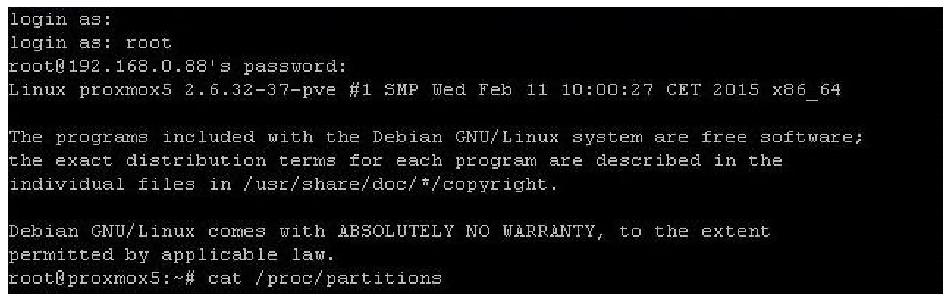 login as:
login as: root
root@192.168.0.88's password:
Linux proxmox5 2.6.32-37-pve #1 SMP Wed Feb 11 10:00:27 CET 2015 x86_64
The programs included with the Debian GNU/Linux system are free software;
the exact distribution terms for each program are described in the
individual files in /usr/share/doc/*/copyright.
Debian GNU/Linux comes with ABSOLUTELY NO WARRANTY, to the extent
permitted by applicable law.
root@proxmox5:~# cat /proc/partitions